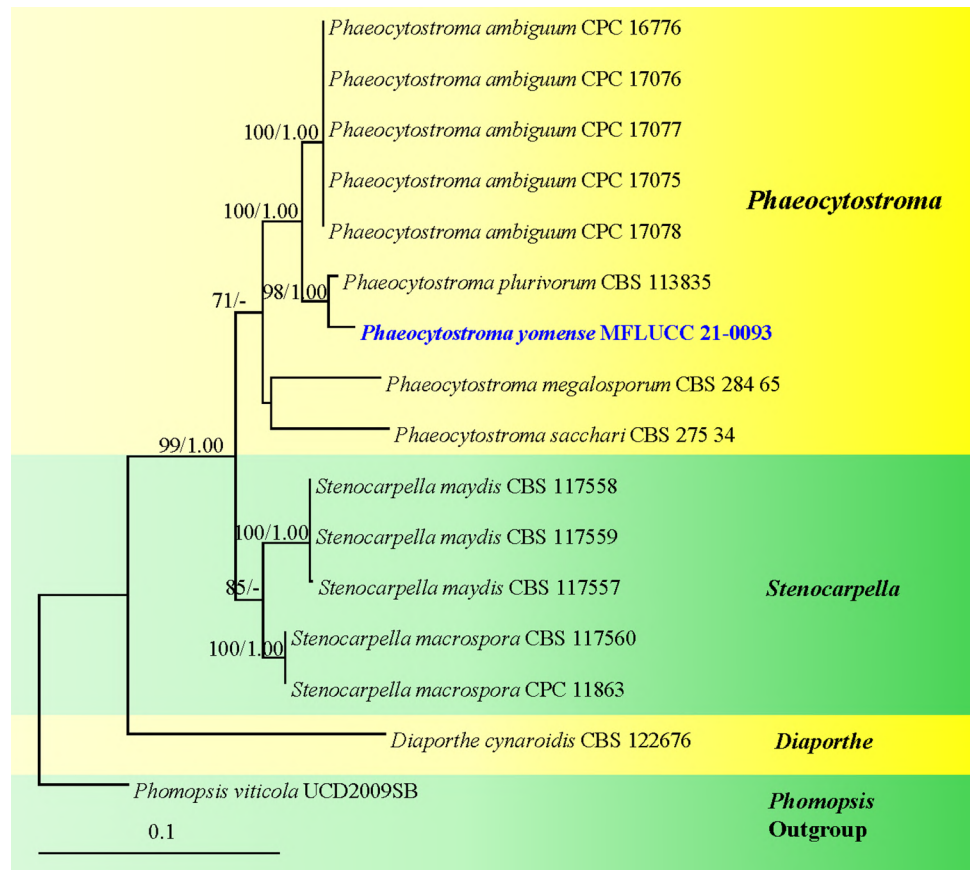 Phaeocytostroma ambiguum CPC 16776
Phaeocytostroma ambiguum CPC 17076
100/1.00
Phaeocytostroma ambiguum CPC 17077
Phaeocytostroma ambiguum CPC 17075
Phaeocytostroma
100/1.00
Phaeocytostroma ambiguum CPC 17078
Phaeocytostroma plurivorum CBS 113835
71/-
98/1.00
Phaeocytostroma yomense MFLUCC 21-0093
Phaeocytostroma megalosporum CBS 284 65
Phaeocytostroma sacchari CBS 275 34
99/1.00
Stenocarpella maydis CBS 117558
100/1.00
Stenocarpella maydis CBS 117559
85/-
Stenocarpella maydis CBS 117557
Stenocarpella
Stenocarpella macrospora CBS 117560
100/1.00
Stenocarpella macrospora CPC 11863
Diaporthe cynaroidis CBS 122676
Diaporthe
Phomopsis viticola UCD2009SB
Phomopsis
Outgroup
0.1